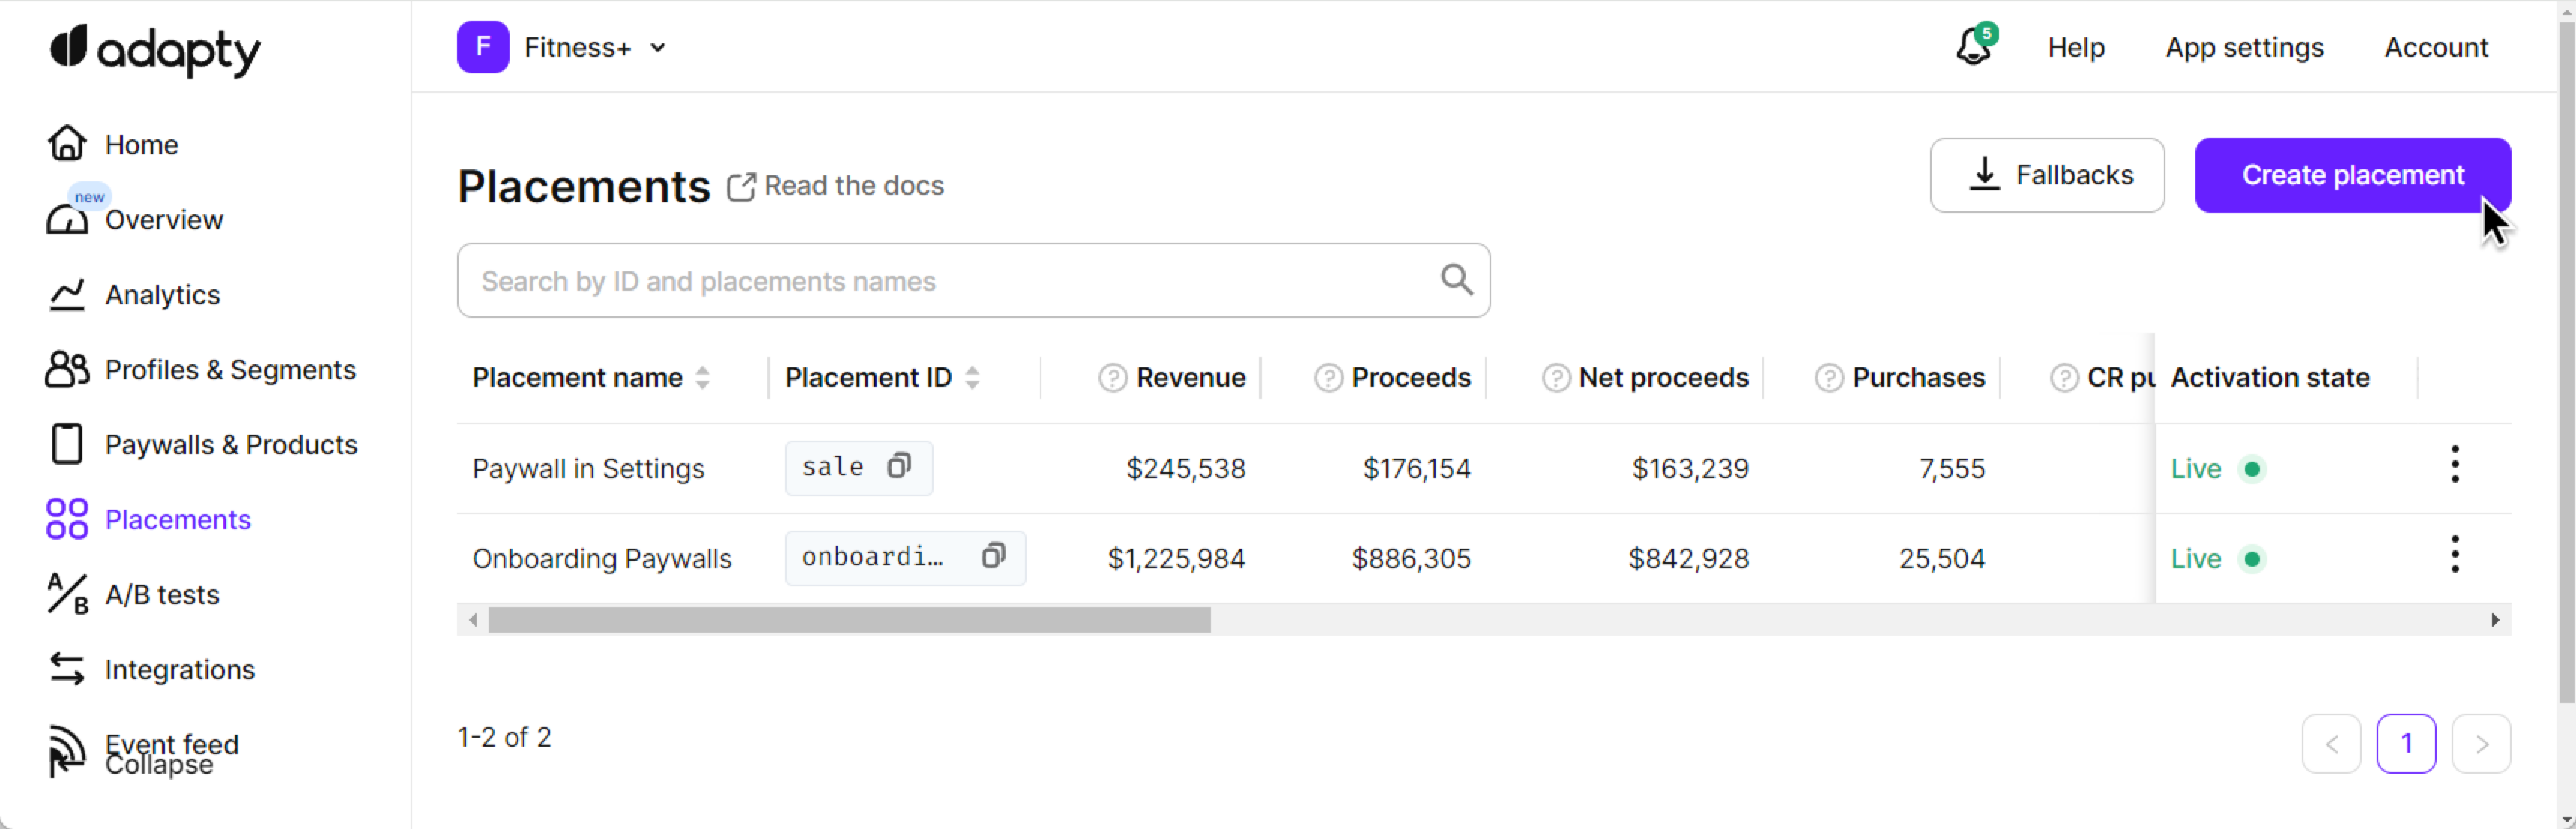 adapty
Home
new
Overview
Analytics
Profiles & Segments
Paywalls & Products
Placements
A/B
A/B tests
Integrations
Event feed
Collapse
F Fitness+
5
Help App settings Account
Placements Read the docs
Fallbacks
Create placement
Search by ID and placements names
Placement name Placement ID ? Revenue ? Proceeds ? Net proceeds ? Purchases ? CR pu Activation state
Paywall in Settings sale $245,538 $176,154 $163,239 7,555 Live
Onboarding Paywalls onboardi… $1,225,984 $886,305 $842,928 25,504 Live
1-2 of 2
< 1 >